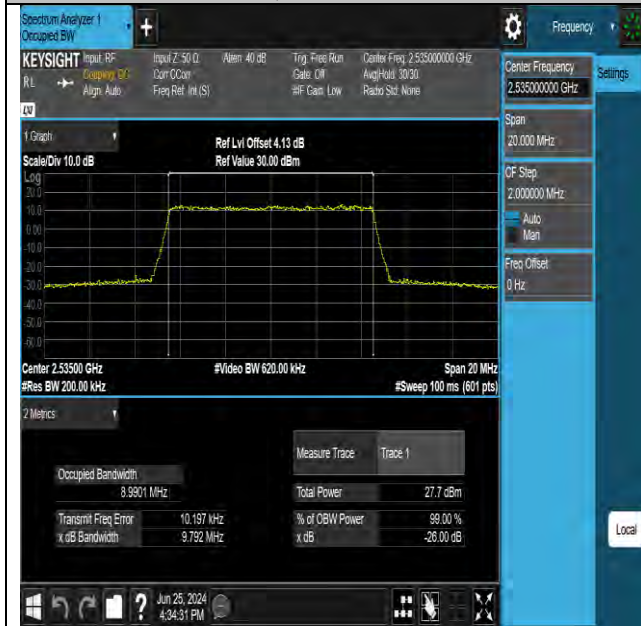 Spectrum Analyzer 1
Occupied BW
+
Frequency
KEYSIGHT Input: RF Input Z: 50 Ω Atten: 40 dB Trig: Free Run Center Freq: 2.535000000 GHz
RL Coupling: DC Corr CCorr Gate: Off Avg|Hold: 30/30
Align: Auto Freq Ref: Int (S) #IF Gain: Low Radio Std: None
Center Frequency
2.535000000 GHz
Settings
Span
20.000 MHz
CF Step
2.000000 MHz
Auto
Man
Freq Offset
0 Hz
1 Graph
Ref Lvl Offset 4.13 dB
Scale/Div 10.0 dB Ref Value 30.00 dBm
Log
20.0
10.0
0.00
-10.0
-20.0
-30.0
-40.0
-50.0
-60.0
Center 2.53500 GHz #Video BW 620.00 kHz Span 20 MHz
#Res BW 200.00 kHz #Sweep 100 ms (601 pts)
2 Metrics
Measure Trace Trace 1
Occupied Bandwidth
8.9901 MHz Total Power 27.7 dBm
Transmit Freq Error 10.197 kHz % of OBW Power 99.00 %
x dB Bandwidth 9.792 MHz x dB -26.00 dB
Local
? Jun 25, 2024
4:34:31 PM